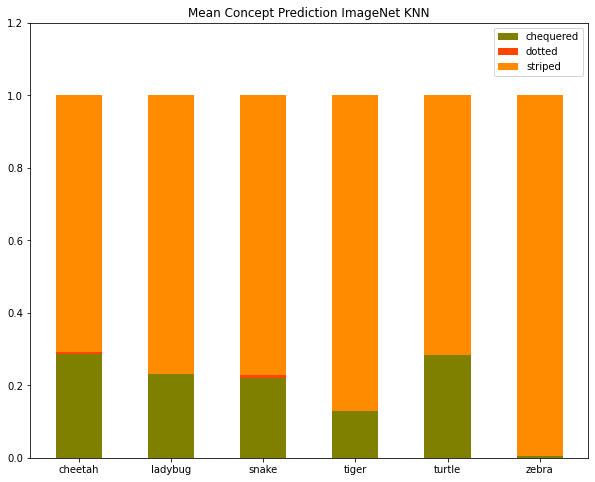 Mean Concept Prediction ImageNet KNN
1.2
chequered
dotted
striped
1.0
0.8
0.6
0.4
0.2
0.0
cheetah ladybug snake tiger turtle zebra